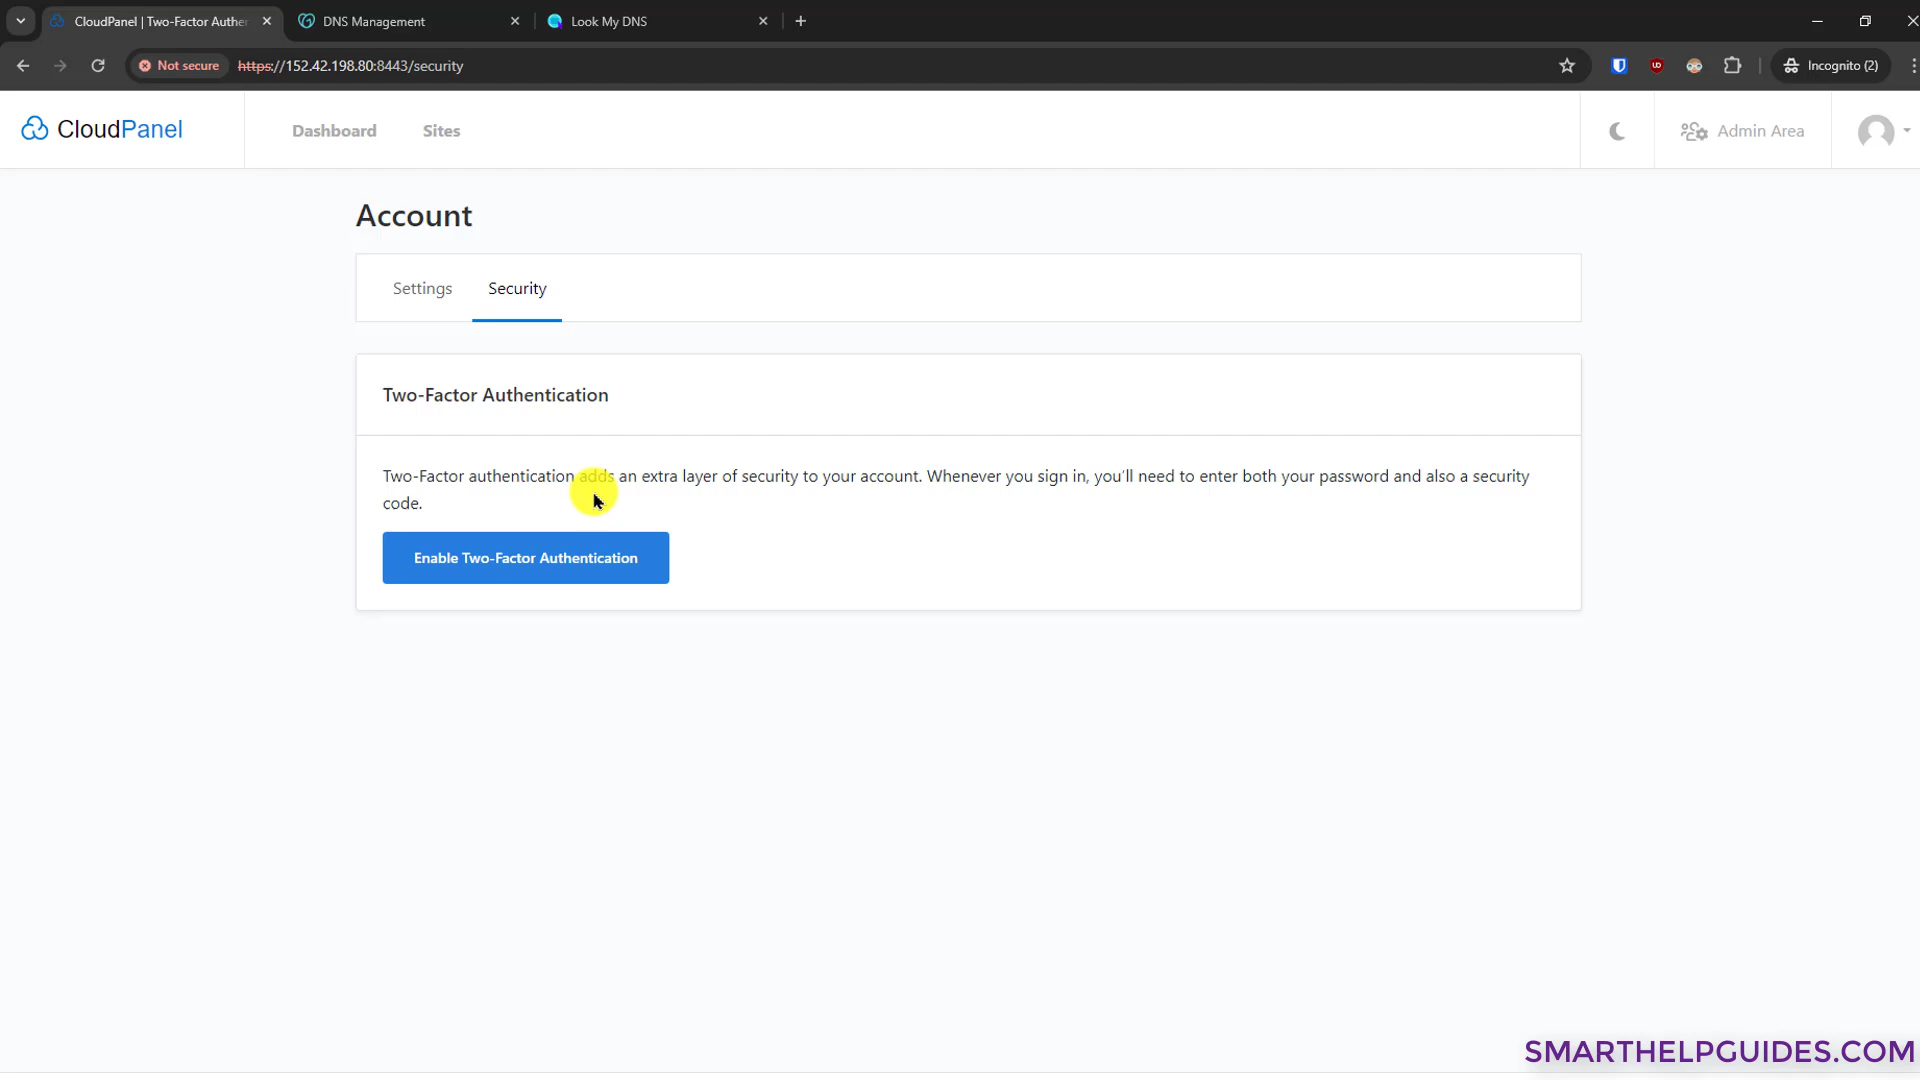 CloudPanel | Two-Factor Authe
DNS Management
Look My DNS
Not secure
https://152.42.198.80:8443/security
Incognito (2)
CloudPanel
Dashboard
Sites
Admin Area
Account
Settings
Security
Two-Factor Authentication
Two-Factor authentication adds an extra layer of security to your account. Whenever you sign in, you'll need to enter both your password and also a security
code.
Enable Two-Factor Authentication
SMARTHELPGUIDES.COM